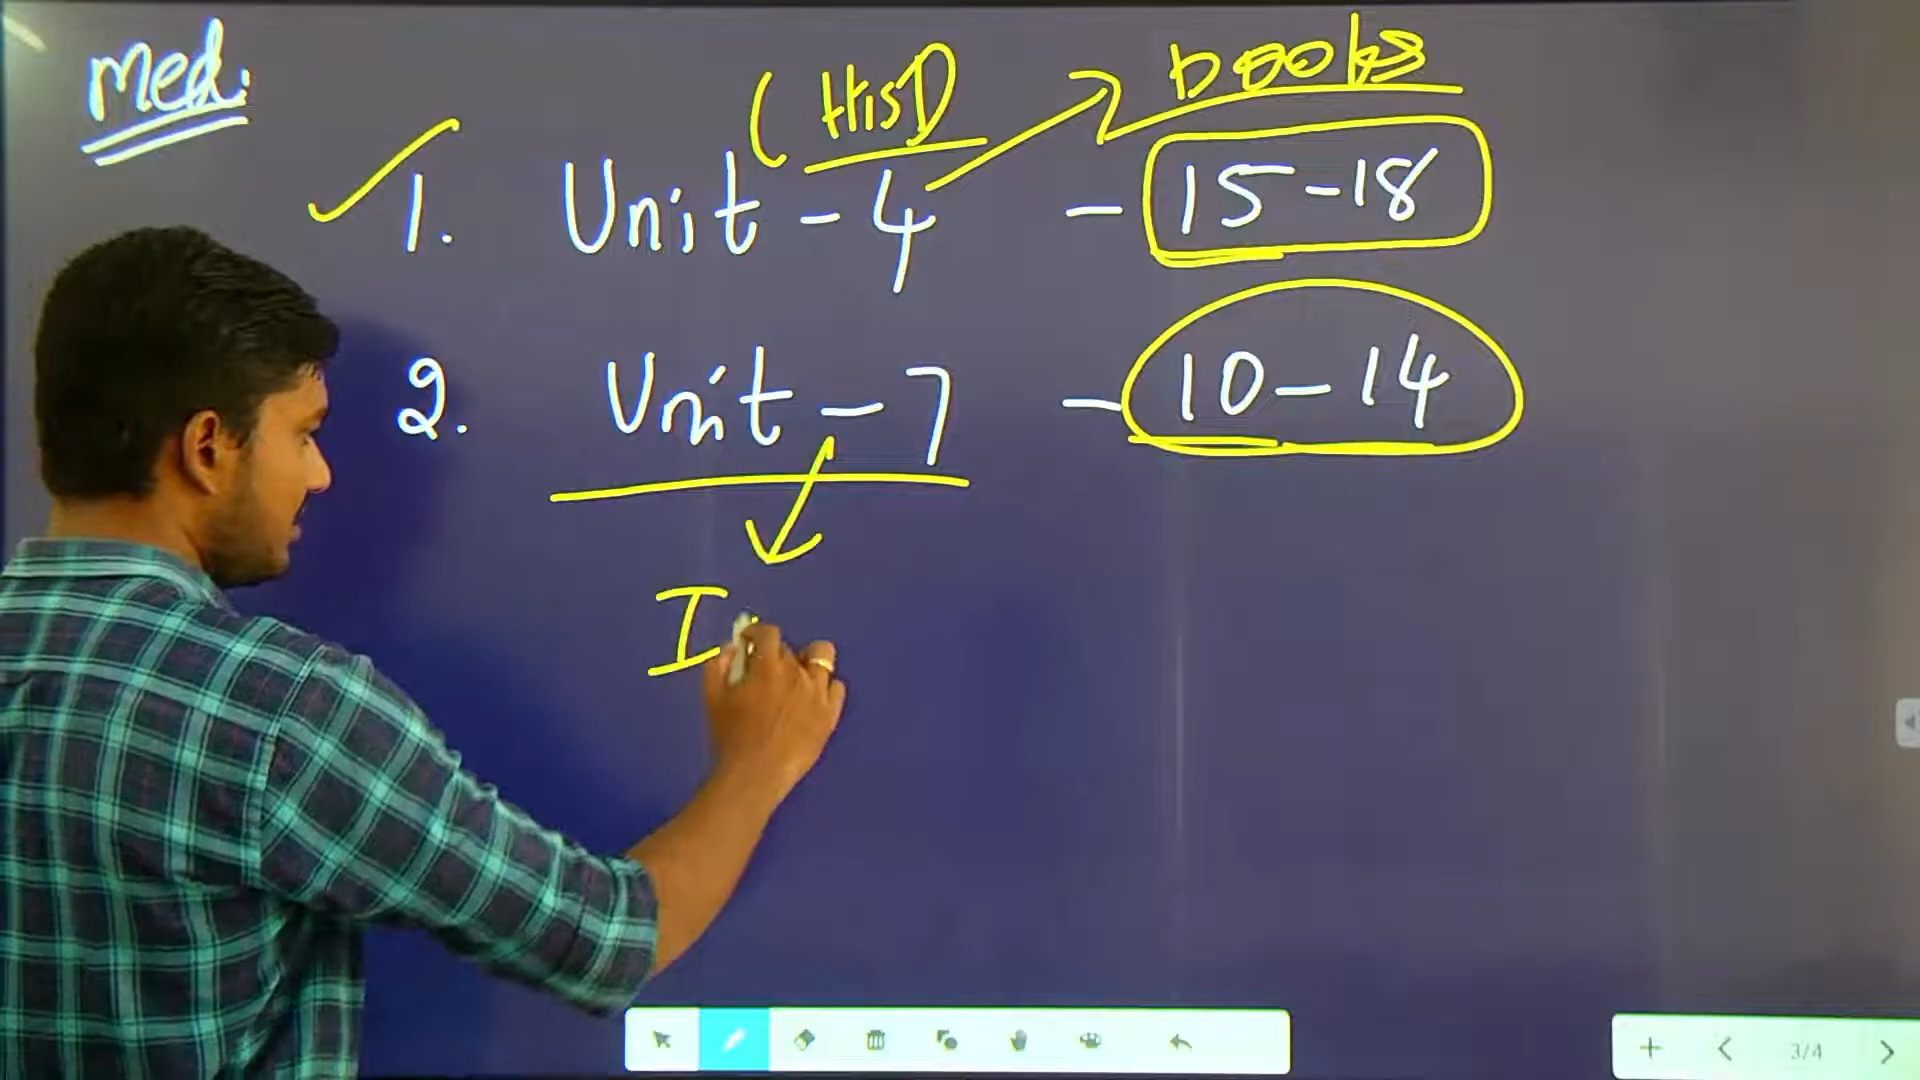 med.
(HisD
books
1. Unit - 4 - 15-18
2. Unit - 7 - 10-14
I
3/4